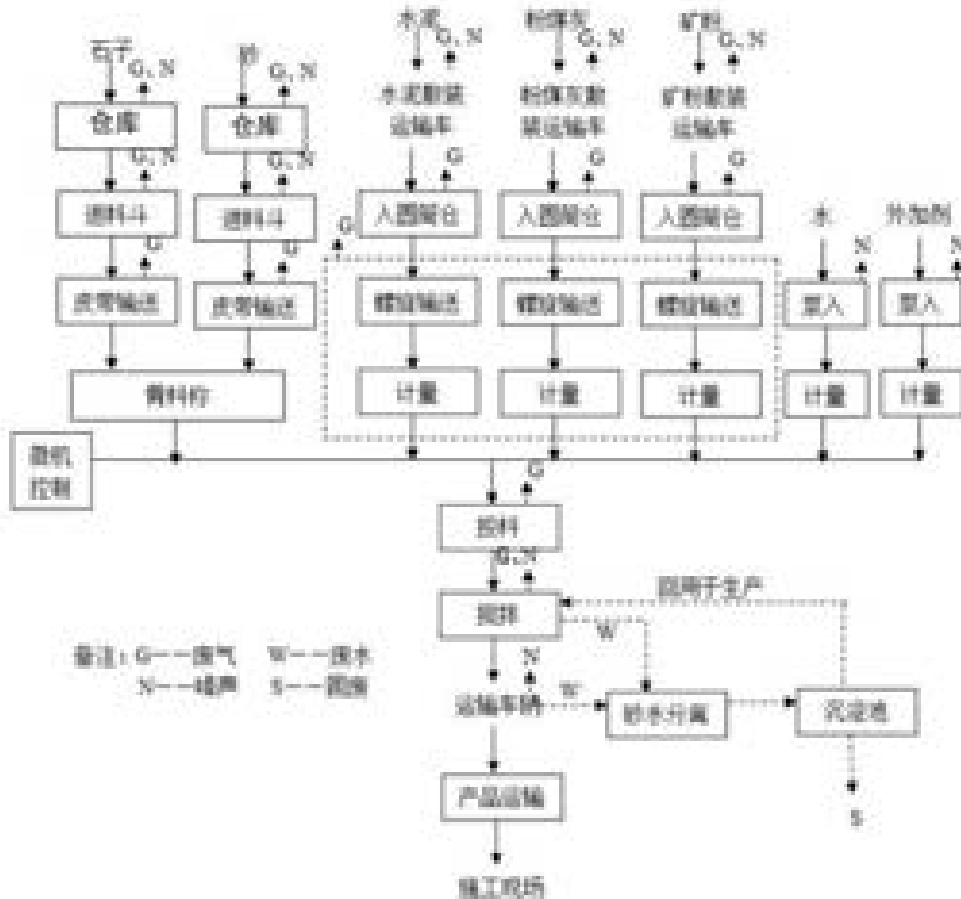 水泥
粉煤灰
矿粉
石子
砂
G、N
G、N
G、N
G、N
G、N
仓库
仓库
水泥散装
运输车
粉煤灰散
装运输车
矿粉散装
运输车
G、N
G、N
G
G
G
进料斗
进料斗
入圆筒仓
入圆筒仓
入圆筒仓
水
外加剂
G
G
G
N
N
皮带输送
皮带输送
螺旋输送
螺旋输送
螺旋输送
泵入
泵入
骨料秤
计量
计量
计量
计量
计量
微机
控制
G
投料
G、N
搅拌
回用于生产
W
备注：G——废气 W——废水
N——噪声 S——固废
N
运输车辆
W
砂水分离
沉淀池
产品运输
S
施工现场